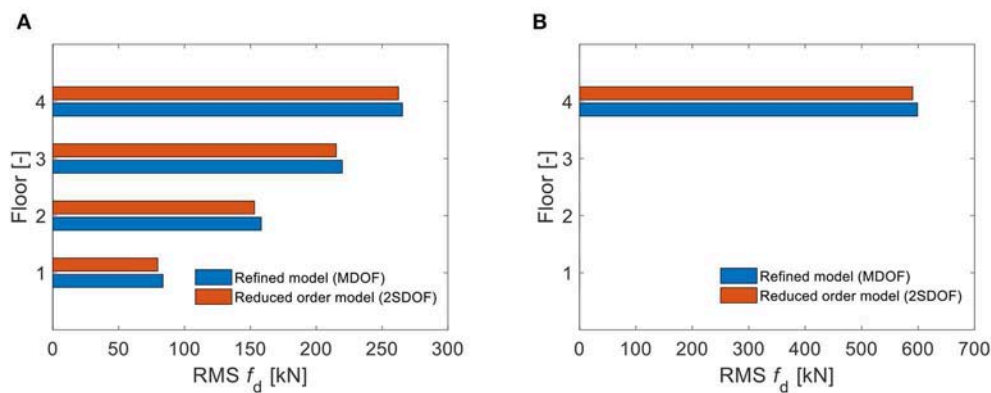 A
Floor [-]
4
3
2
1
Refined model (MDOF)
Reduced order model (2SDOF)
0 50 100 150 200 250 300
RMS f_d [kN]
B
Floor [-]
4
3
2
1
Refined model (MDOF)
Reduced order model (2SDOF)
0 100 200 300 400 500 600 700
RMS f_d [kN]